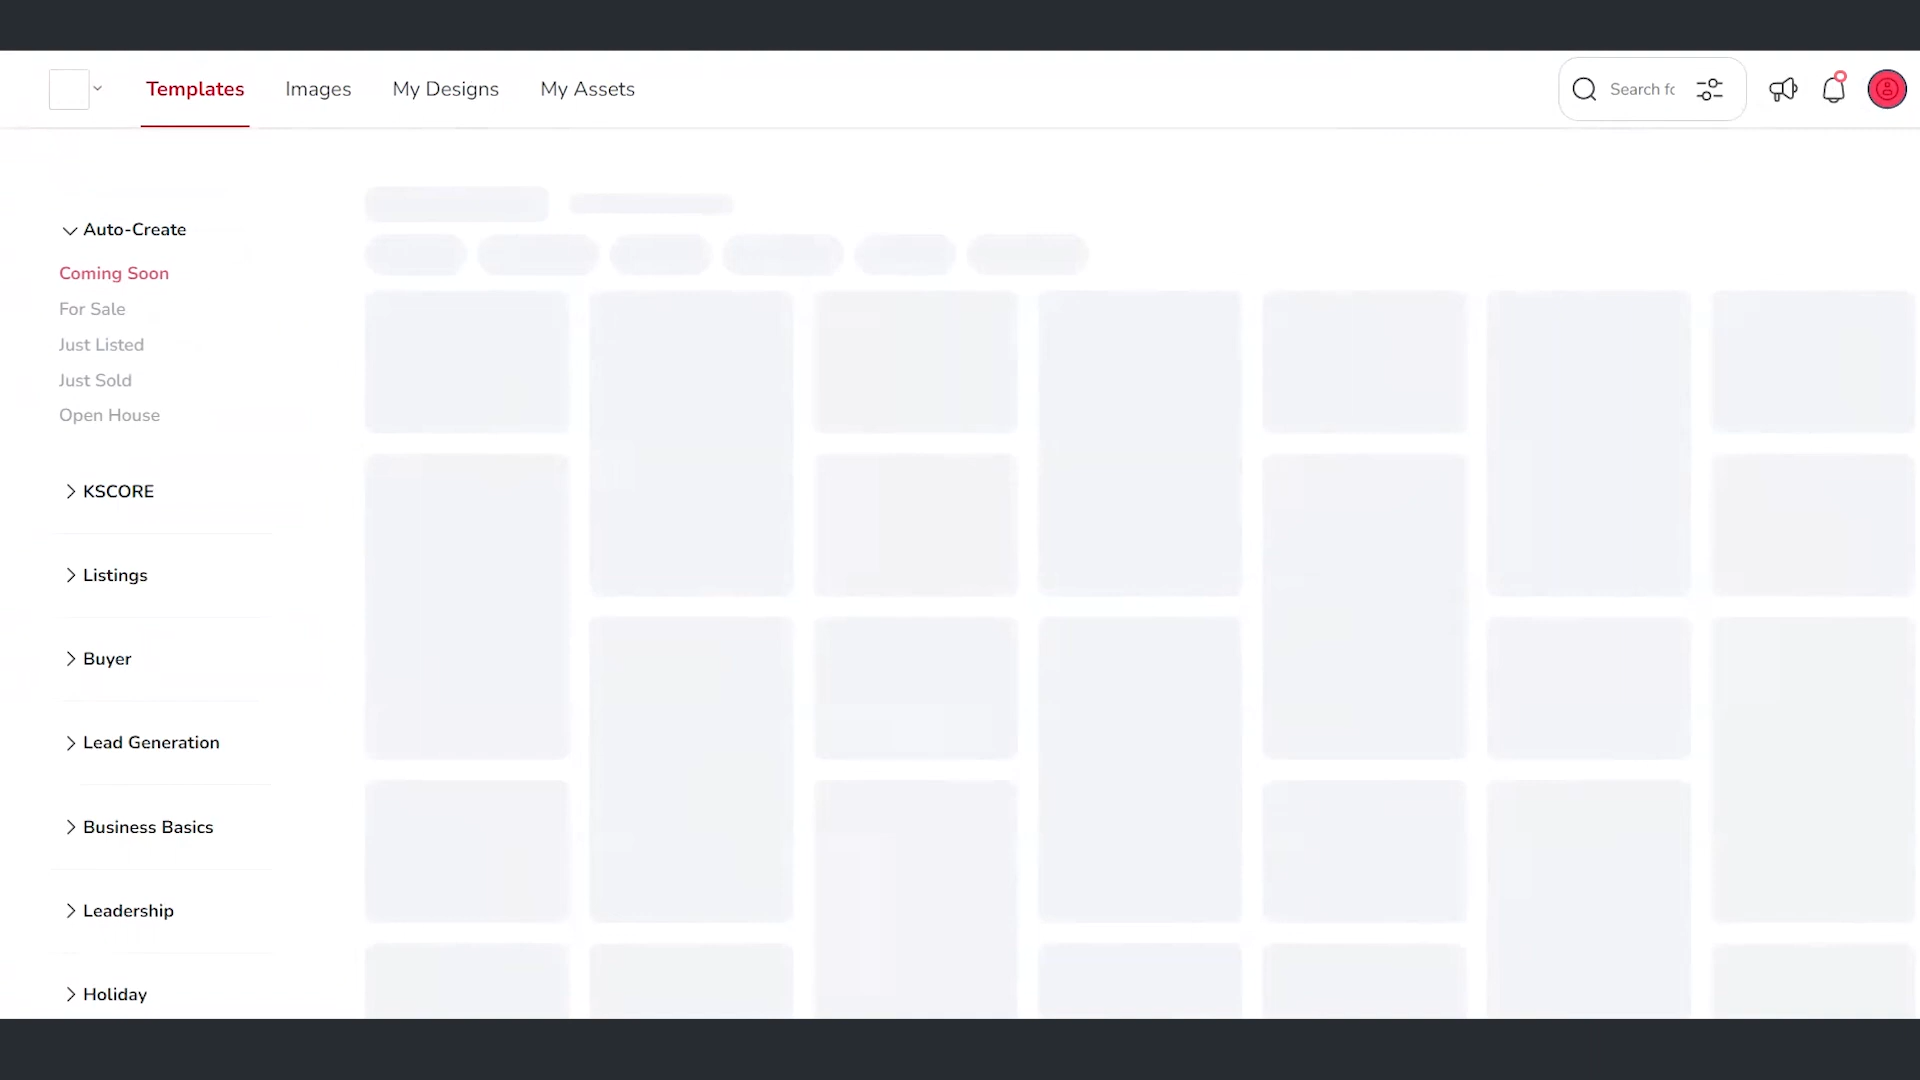 Templates
Images
My Designs
My Assets
Search fo
Auto-Create
Coming Soon
For Sale
Just Listed
Just Sold
Open House
KSCORE
Listings
Buyer
Lead Generation
Business Basics
Leadership
Holiday